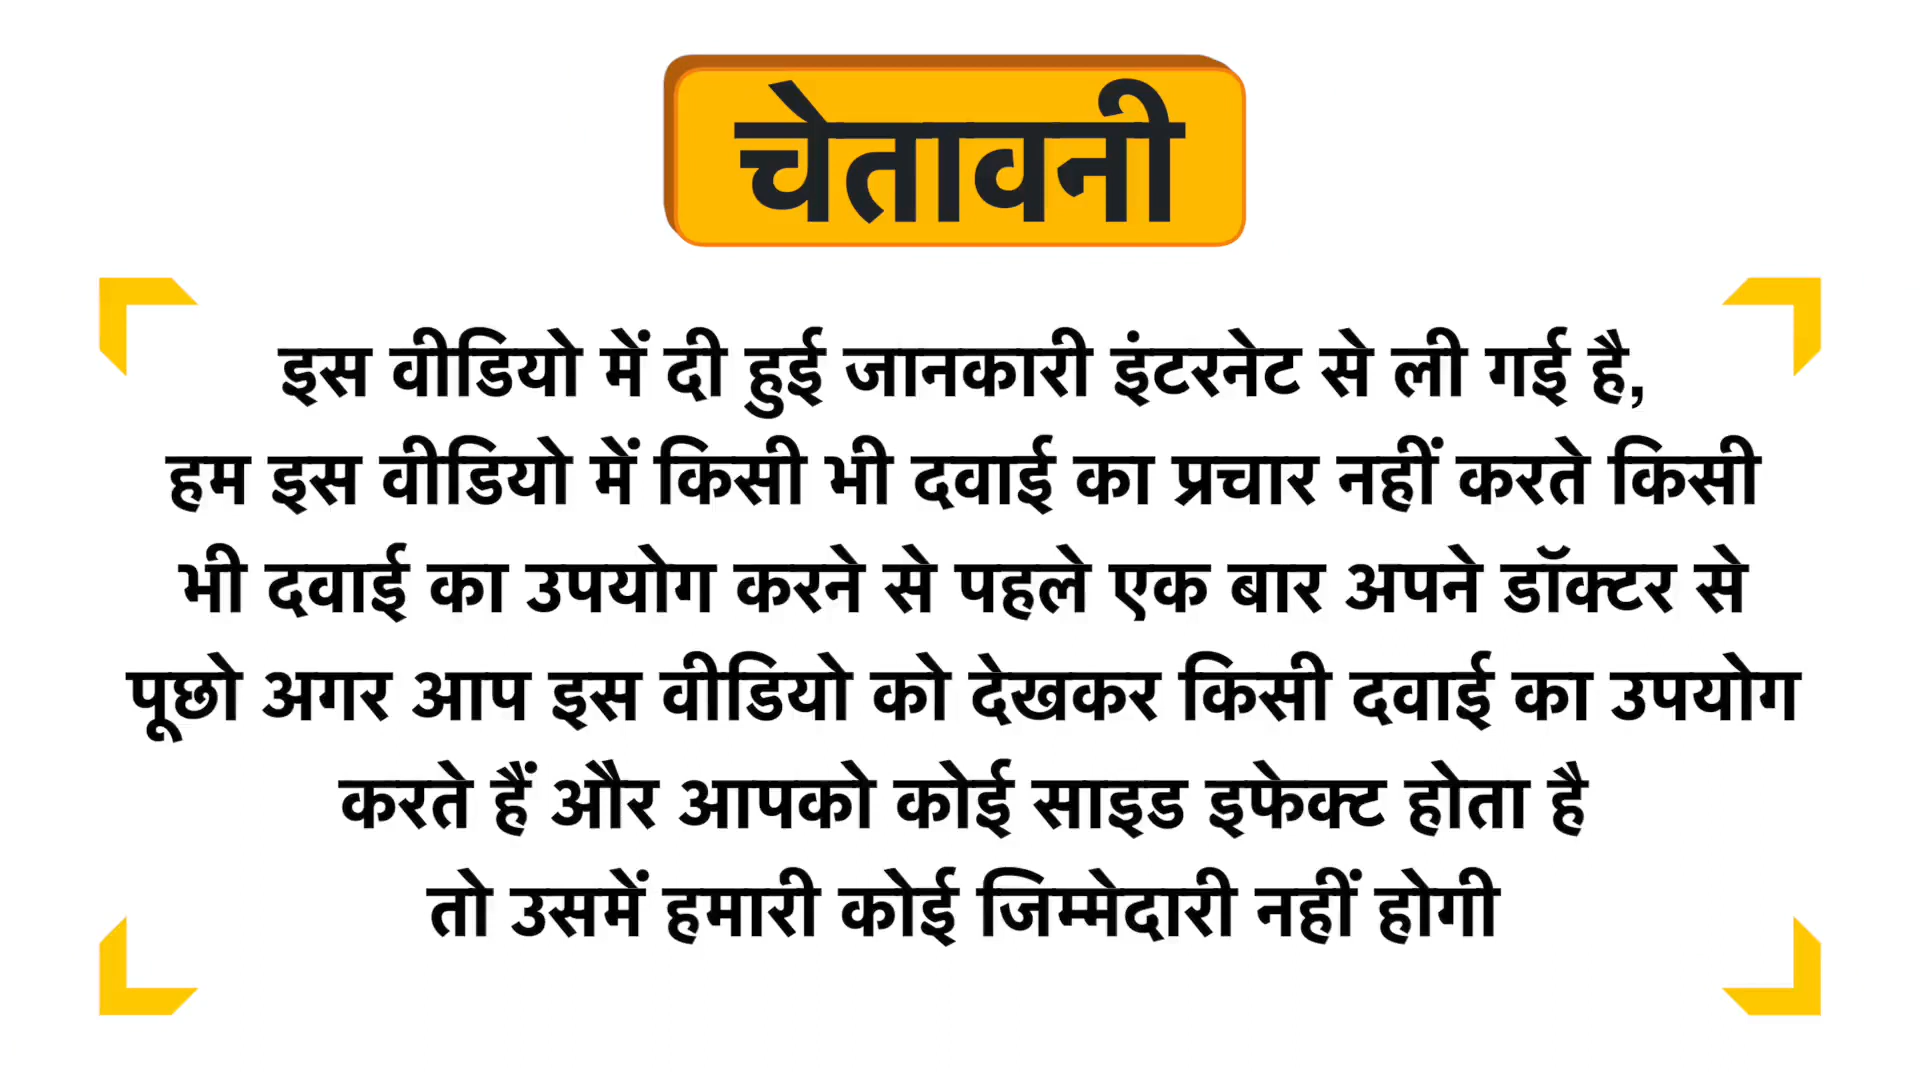 चेतावनी
इस वीडियो में दी हुई जानकारी इंटरनेट से ली गई है,
हम इस वीडियो में किसी भी दवाई का प्रचार नहीं करते किसी
भी दवाई का उपयोग करने से पहले एक बार अपने डॉक्टर से
पूछो अगर आप इस वीडियो को देखकर किसी दवाई का उपयोग
करते हैं और आपको कोई साइड इफेक्ट होता है
तो उसमें हमारी कोई जिम्मेदारी नहीं होगी